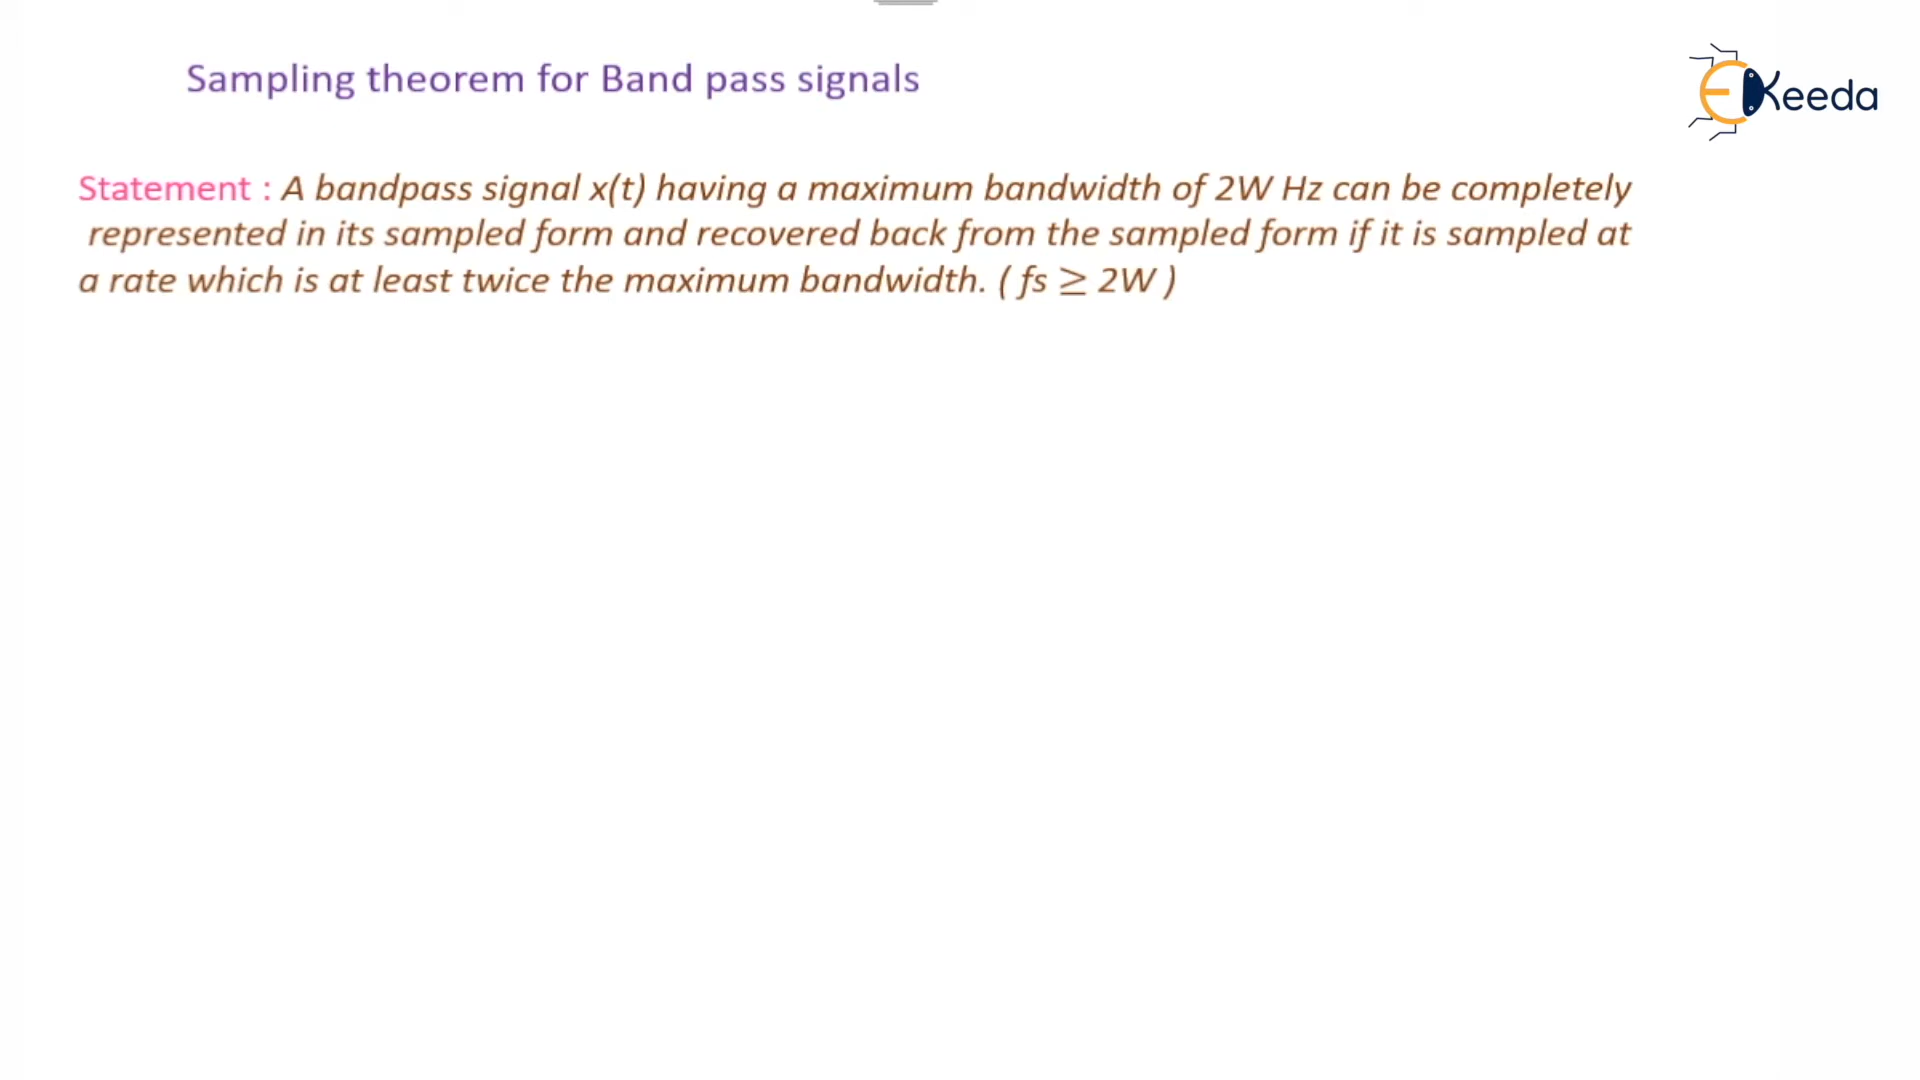 Sampling theorem for Band pass signals
EKeeda
Statement : A bandpass signal x(t) having a maximum bandwidth of 2W Hz can be completely
represented in its sampled form and recovered back from the sampled form if it is sampled at
a rate which is at least twice the maximum bandwidth. ( fs ≥ 2W )